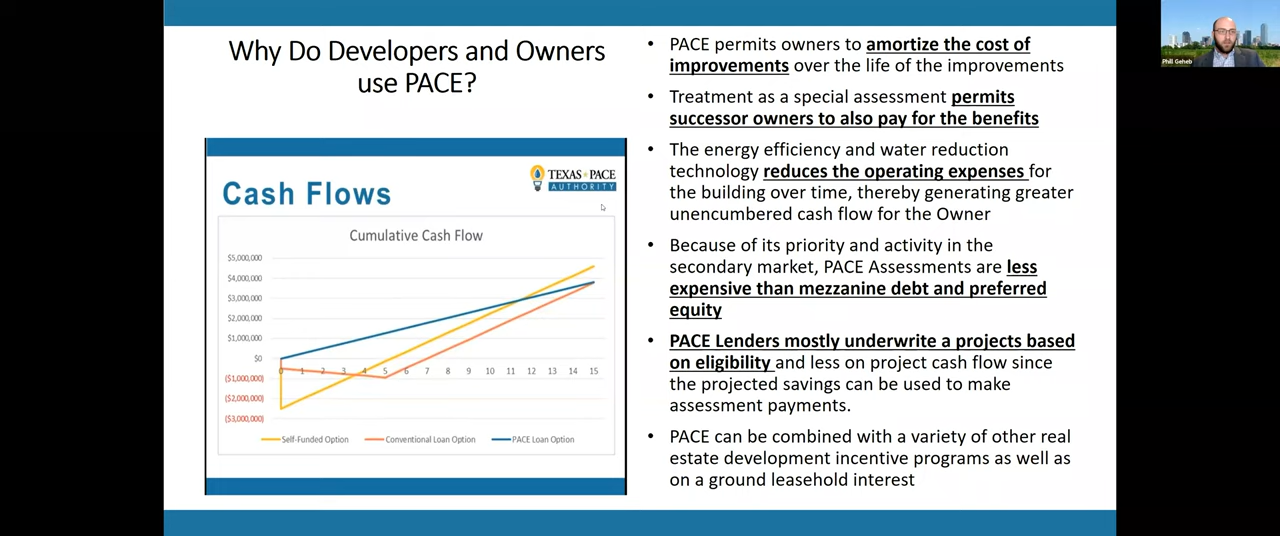 Why Do Developers and Owners
use PACE?
TEXAS PACE
AUTHORITY
Cash Flows
Cumulative Cash Flow
$5,000,000
$4,000,000
$3,000,000
$2,000,000
$1,000,000
$0
($1,000,000)
($2,000,000)
($3,000,000)
0 1 2 3 4 5 6 7 8 9 10 11 12 13 14 15
Self-Funded Option Conventional Loan Option PACE Loan Option
• PACE permits owners to amortize the cost of
improvements over the life of the improvements
• Treatment as a special assessment permits
successor owners to also pay for the benefits
• The energy efficiency and water reduction
technology reduces the operating expenses for
the building over time, thereby generating greater
unencumbered cash flow for the Owner
• Because of its priority and activity in the
secondary market, PACE Assessments are less
expensive than mezzanine debt and preferred
equity
• PACE Lenders mostly underwrite a projects based
on eligibility and less on project cash flow since
the projected savings can be used to make
assessment payments.
• PACE can be combined with a variety of other real
estate development incentive programs as well as
on a ground leasehold interest
Phill Geheb